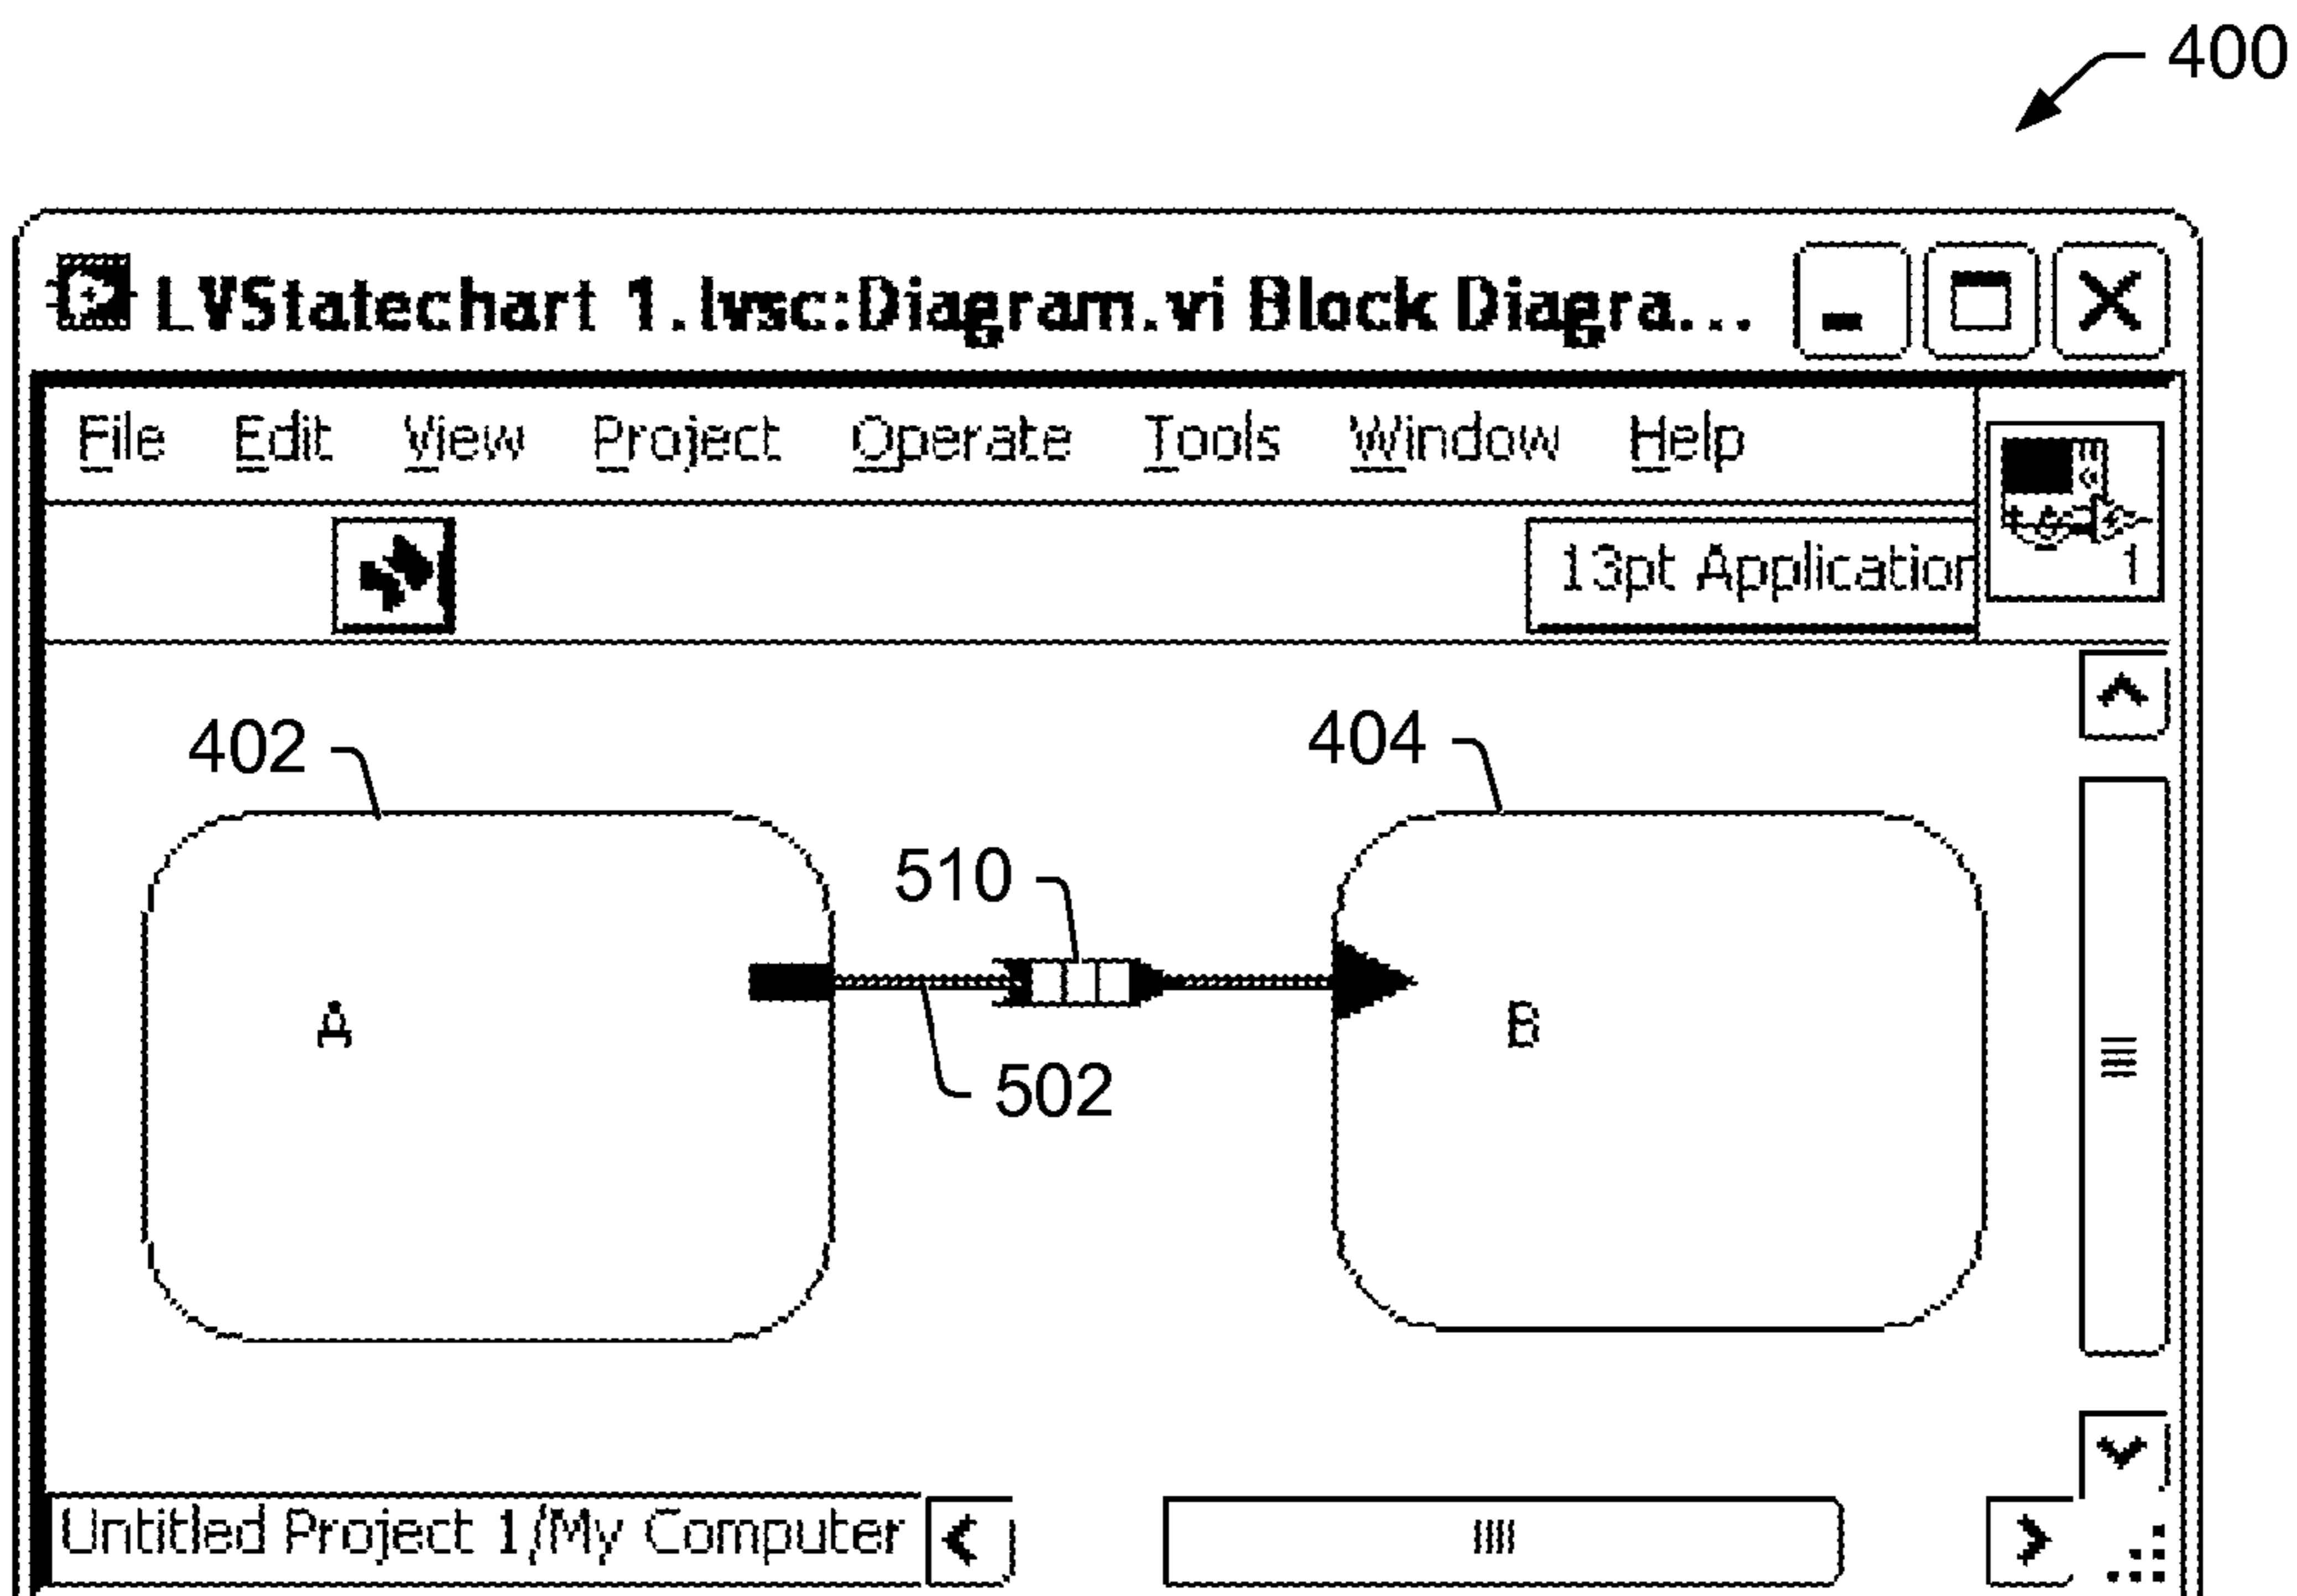 400
LVStatechart 1.lvsc:Diagram.vi Block Diagra...
File Edit View Project Operate Tools Window Help
13pt Application
1
402
404
510
A
B
502
Untitled Project 1/My Computer